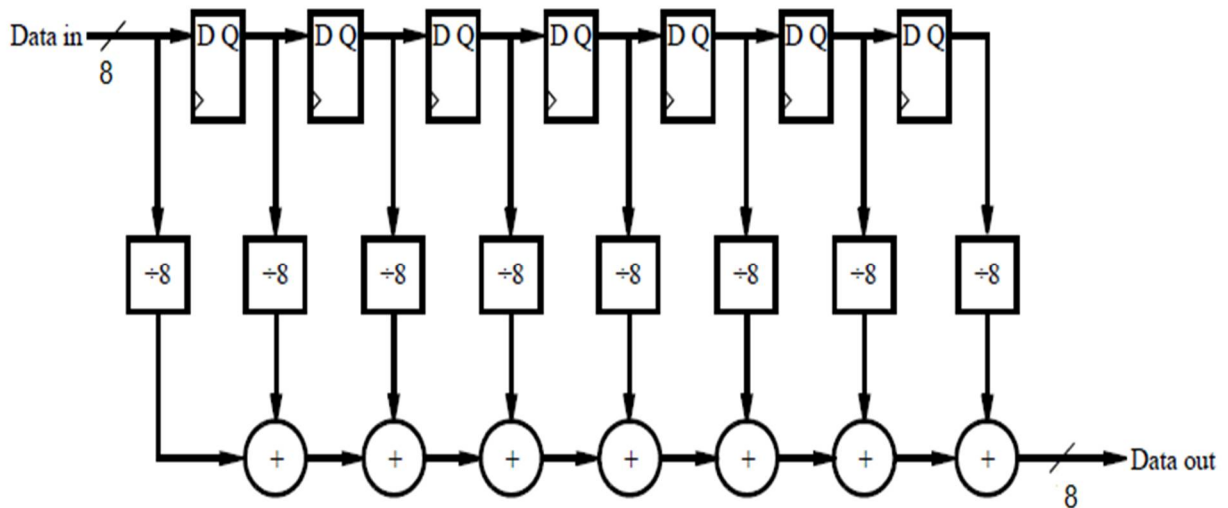 Data in D Q D Q D Q D Q D Q D Q D Q
8
÷8 ÷8 ÷8 ÷8 ÷8 ÷8 ÷8 ÷8
+ + + + + + + Data out
8